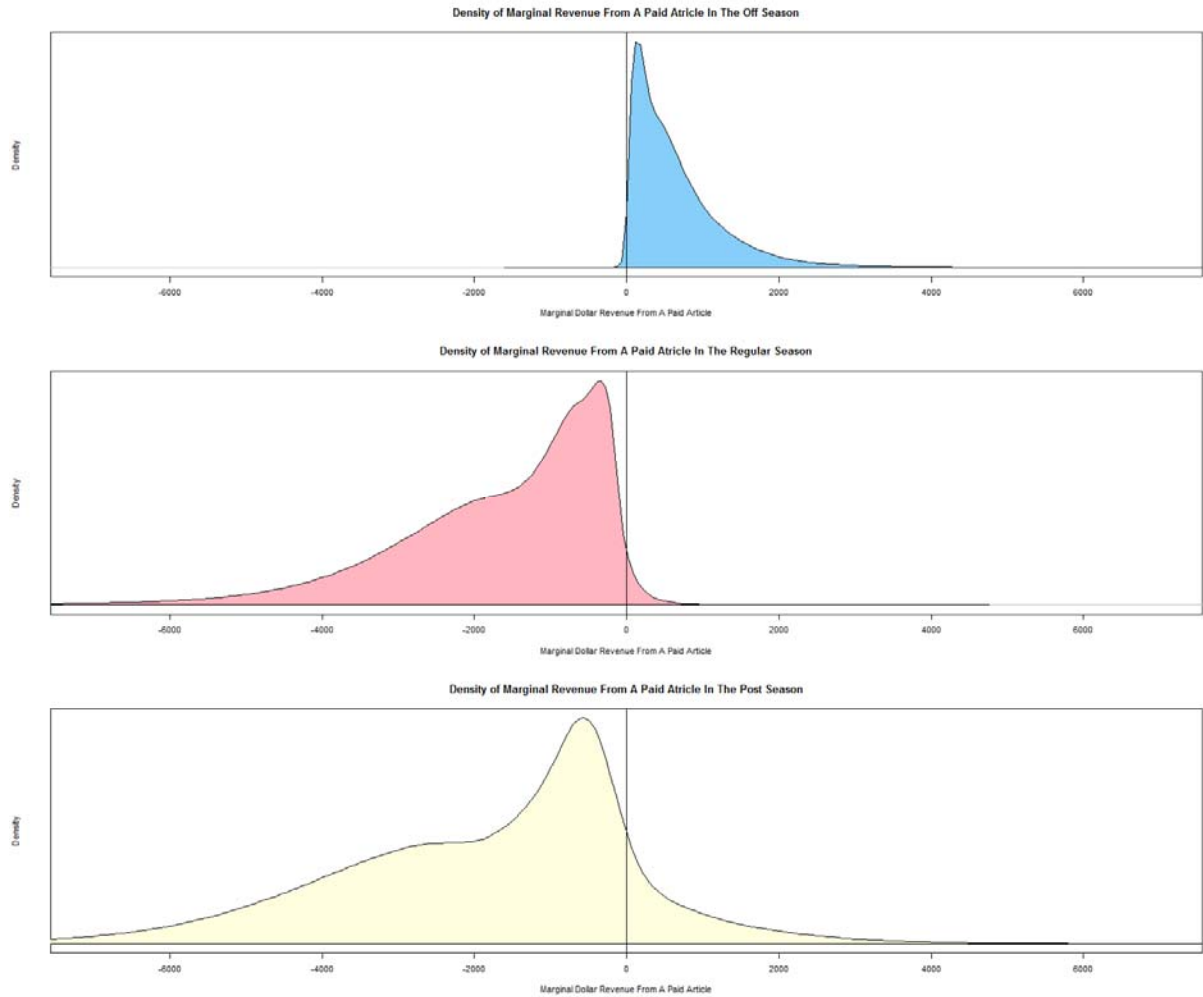 Density of Marginal Revenue From A Paid Atricle In The Off Season
Density
-6000 -4000 -2000 0 2000 4000 6000
Marginal Dollar Revenue From A Paid Article
Density of Marginal Revenue From A Paid Atricle In The Regular Season
Density
-6000 -4000 -2000 0 2000 4000 6000
Marginal Dollar Revenue From A Paid Article
Density of Marginal Revenue From A Paid Atricle In The Post Season
Density
-6000 -4000 -2000 0 2000 4000 6000
Marginal Dollar Revenue From A Paid Article